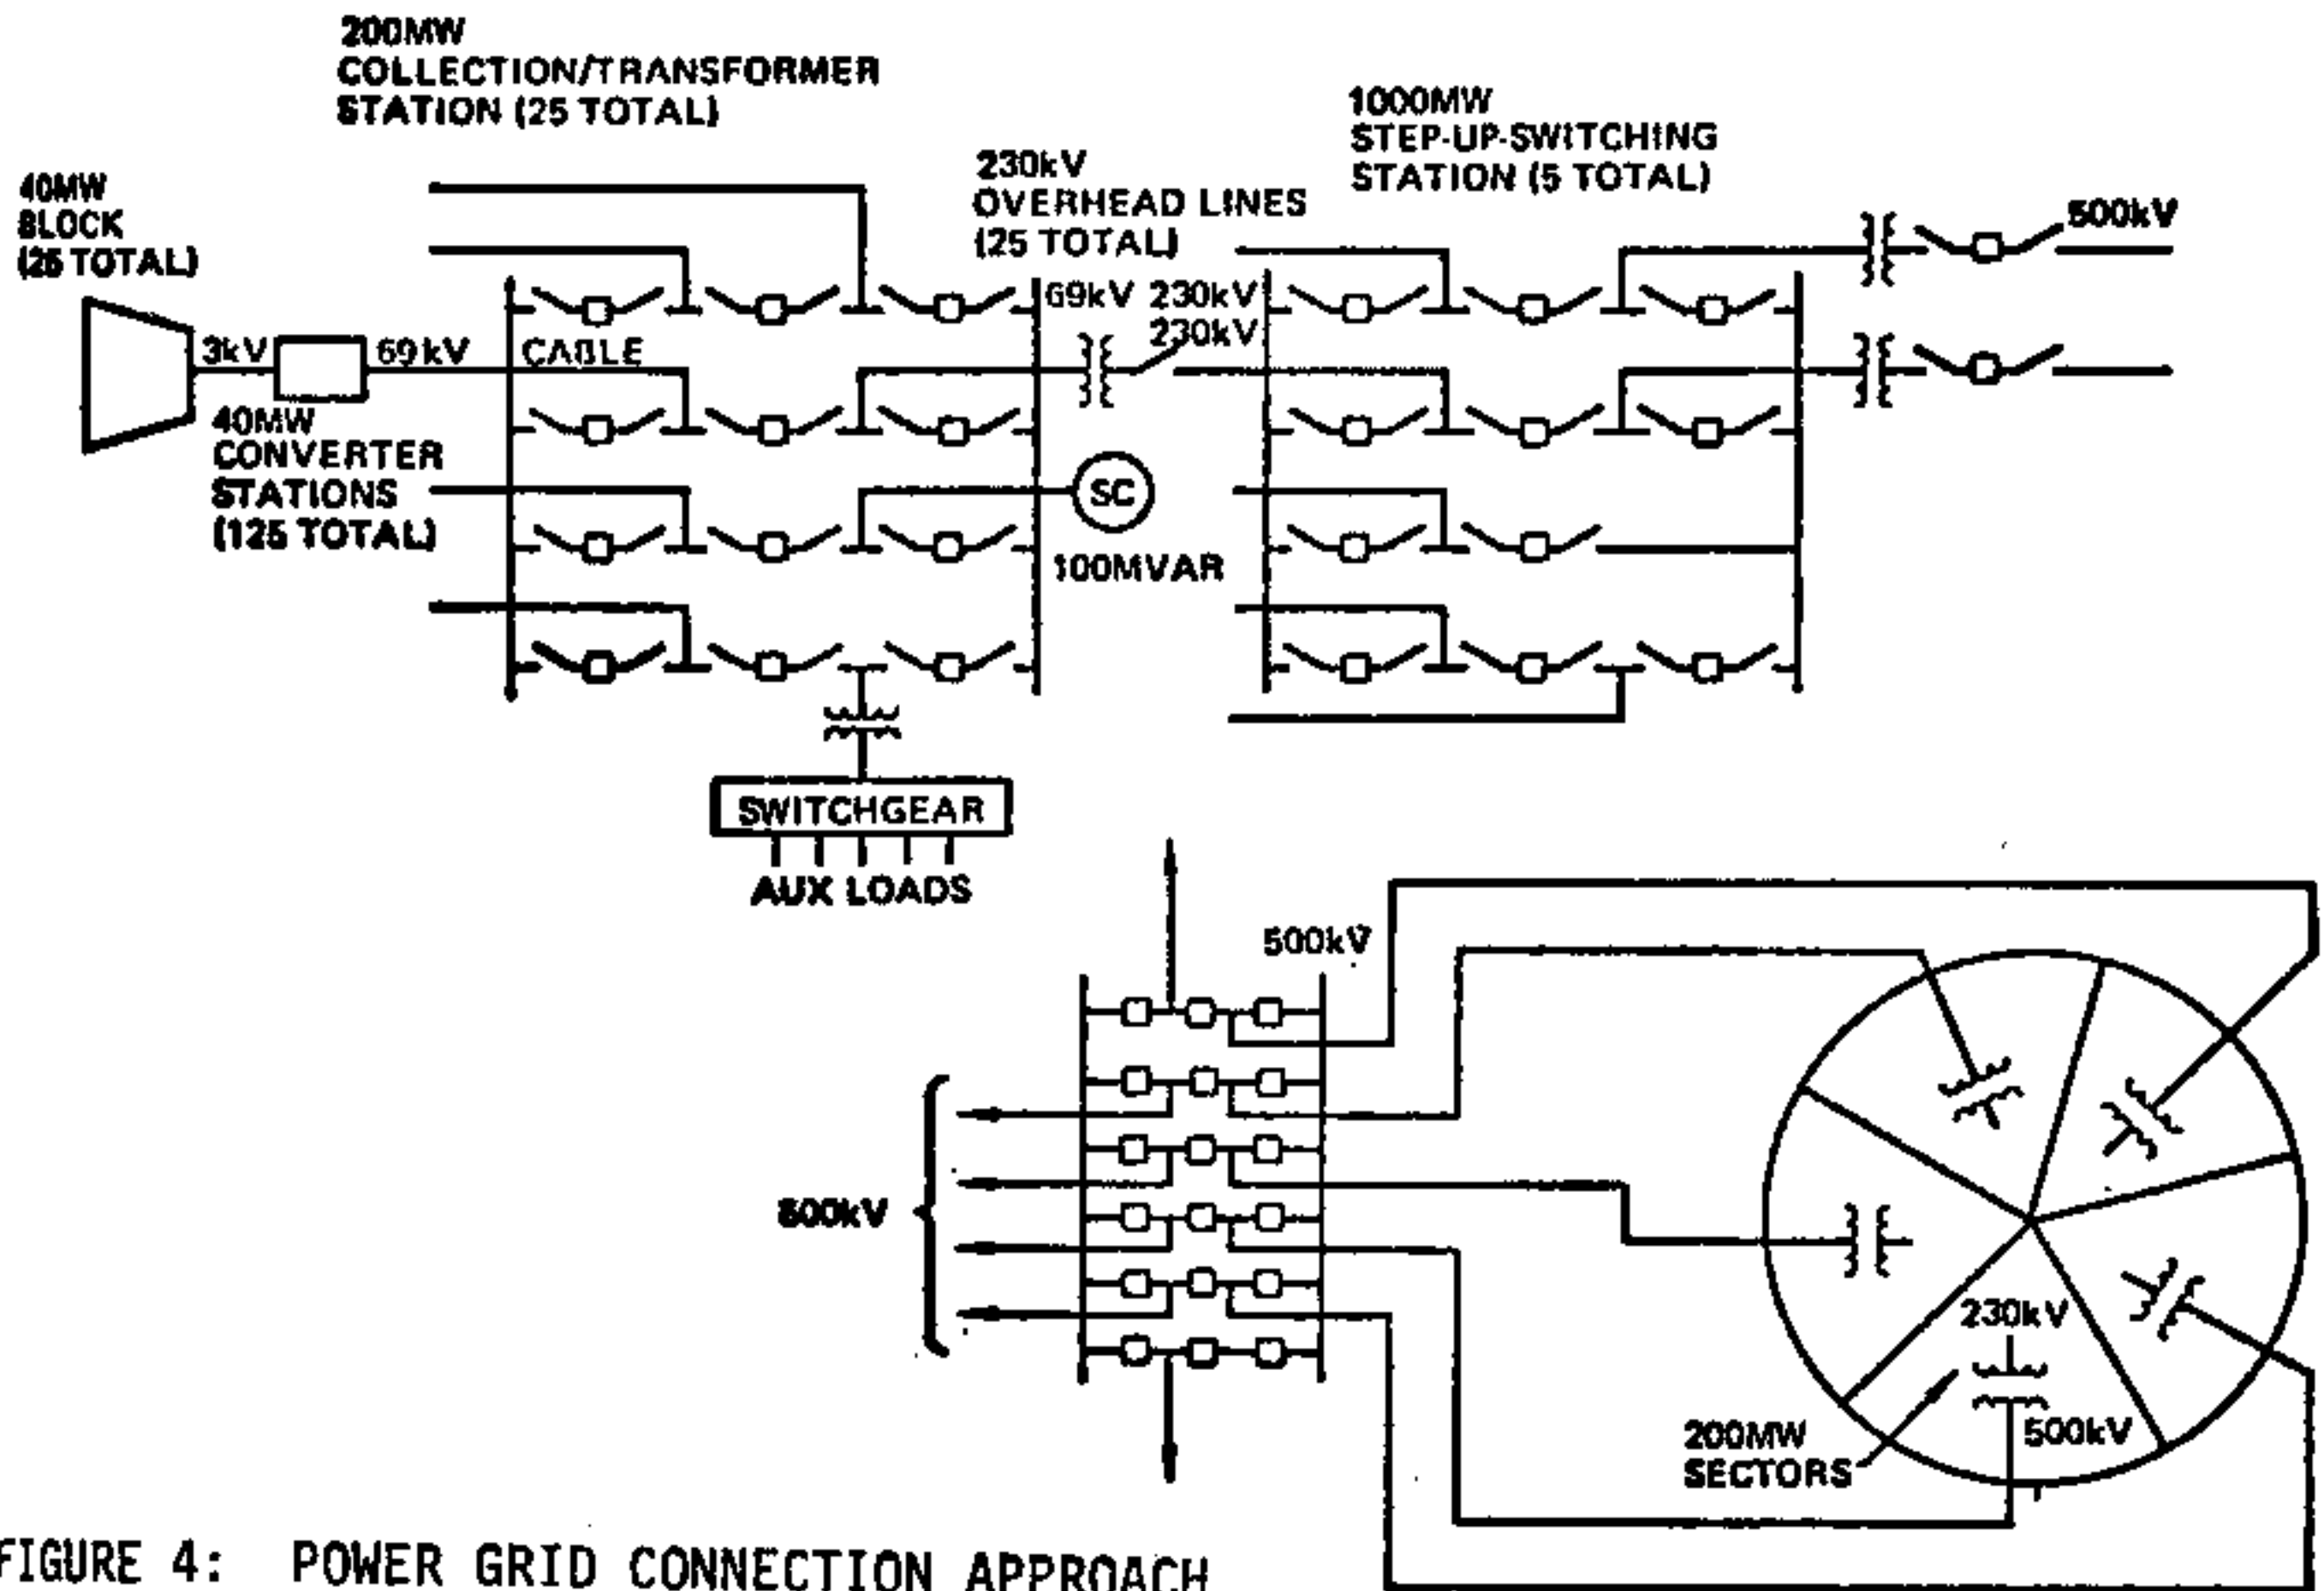 200MW
COLLECTION/TRANSFORMER
STATION (25 TOTAL)
1000MW
STEP-UP-SWITCHING
STATION (5 TOTAL)
230kV
OVERHEAD LINES
(25 TOTAL)
40MW
BLOCK
(25 TOTAL)
500kV
69kV 230kV
230kV
3kV
69kV
CABLE
40MW
CONVERTER
STATIONS
(125 TOTAL)
SC
100MVAR
SWITCHGEAR
AUX LOADS
500kV
500kV
230kV
500kV
200MW
SECTORS
FIGURE 4: POWER GRID CONNECTION APPROACH